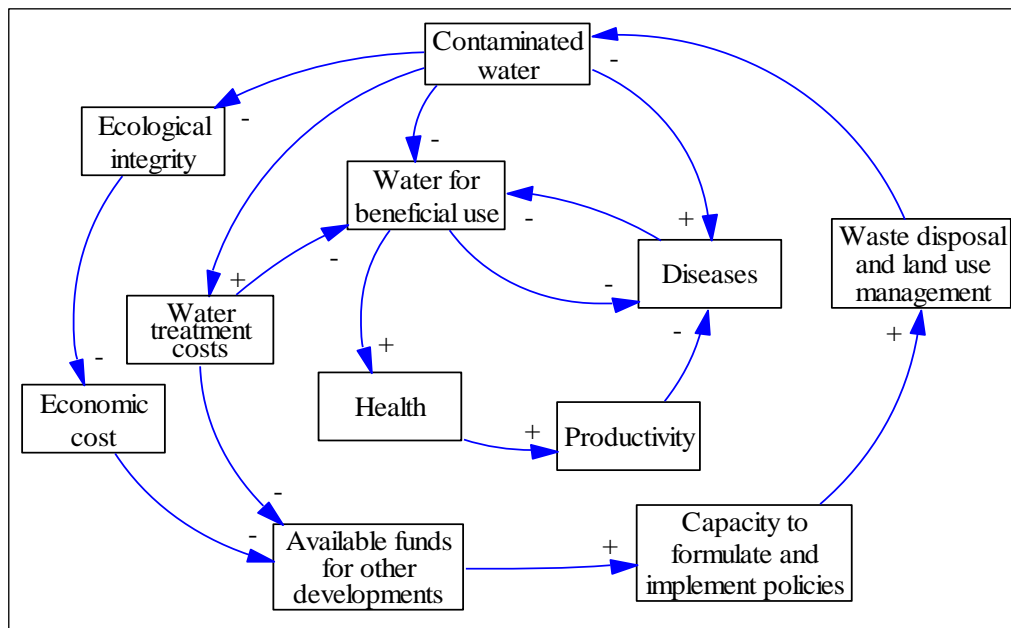 Contaminated
water
-
-
Ecological
integrity
-
Water for
beneficial use
-
+
-
Waste disposal
and land use
management
Diseases
+
-
Water
treatment
costs
-
+
-
+
-
Economic
cost
Health
+
Productivity
-
-
Available funds
for other
developments
+
Capacity to
formulate and
implement policies